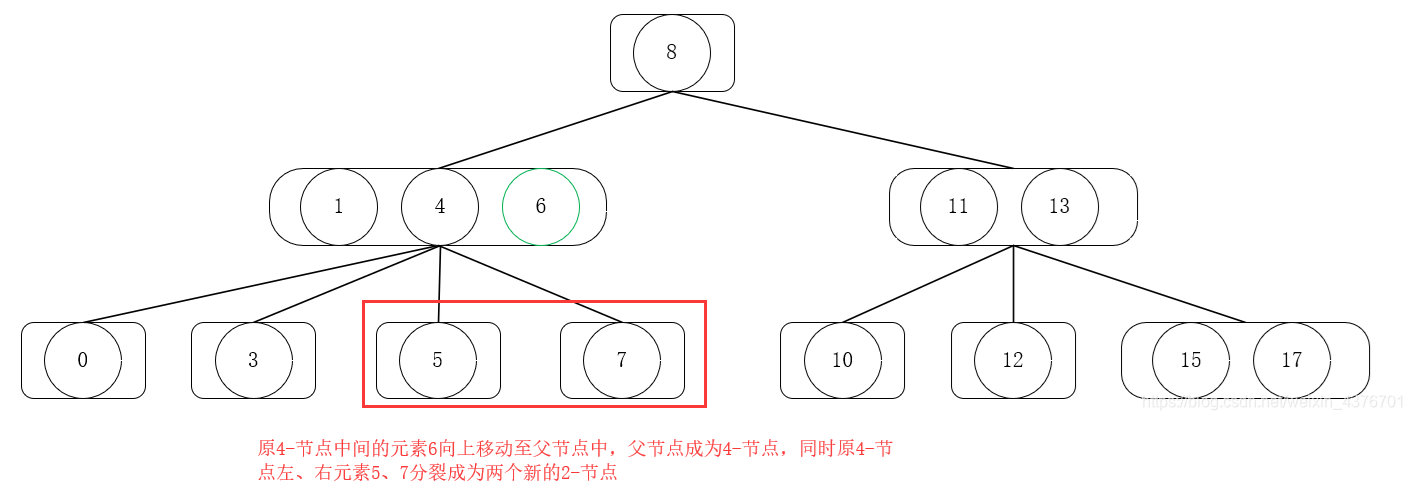 8
1 4 6 11 13
0 3 5 7 10 12 15 17
https://blog.csdn.net/weixin_4376701
原4-节点中间的元素6向上移动至父节点中，父节点成为4-节点，同时原4-节
点左、右元素5、7分裂成为两个新的2-节点